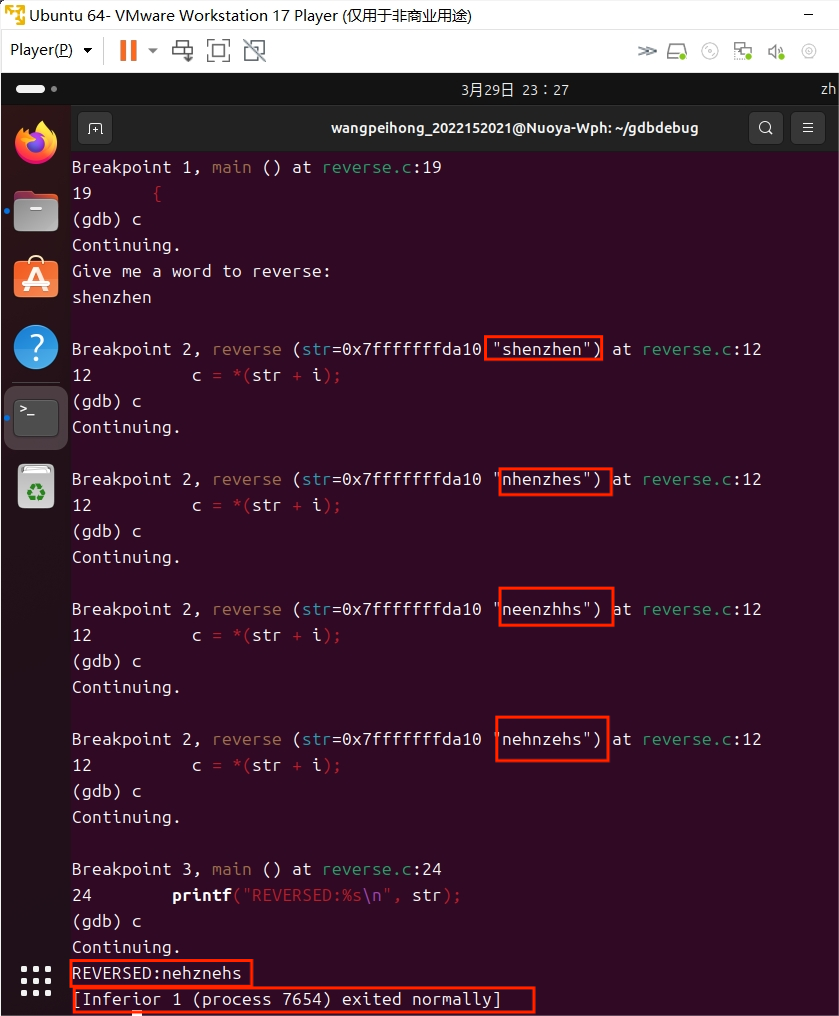 Ubuntu 64- VMware Workstation 17 Player (仅用于非商业用途)
Player(P)
3月29日 23：27
zh
wangpeihong_2022152021@Nuoya-Wph: ~/gdbdebug
Breakpoint 1, main () at reverse.c:19
19 {
(gdb) c
Continuing.
Give me a word to reverse:
shenzhen
Breakpoint 2, reverse (str=0x7fffffffda10 "shenzhen") at reverse.c:12
12 c = *(str + i);
(gdb) c
Continuing.
Breakpoint 2, reverse (str=0x7fffffffda10 "nhenzhes") at reverse.c:12
12 c = *(str + i);
(gdb) c
Continuing.
Breakpoint 2, reverse (str=0x7fffffffda10 "neenzhhs") at reverse.c:12
12 c = *(str + i);
(gdb) c
Continuing.
Breakpoint 2, reverse (str=0x7fffffffda10 "nehnzehs") at reverse.c:12
12 c = *(str + i);
(gdb) c
Continuing.
Breakpoint 3, main () at reverse.c:24
24 printf("REVERSED:%s\n", str);
(gdb) c
Continuing.
REVERSED:nehznehs
[Inferior 1 (process 7654) exited normally]